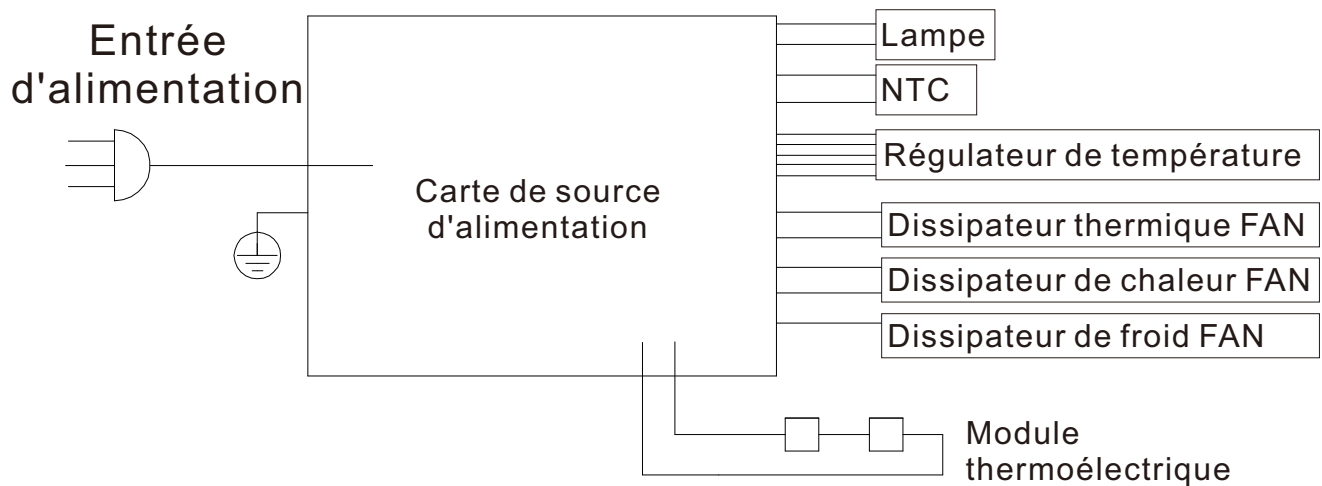 Entrée
d'alimentation
Carte de source
d'alimentation
Lampe
NTC
Régulateur de température
Dissipateur thermique FAN
Dissipateur de chaleur FAN
Dissipateur de froid FAN
Module
thermoélectrique